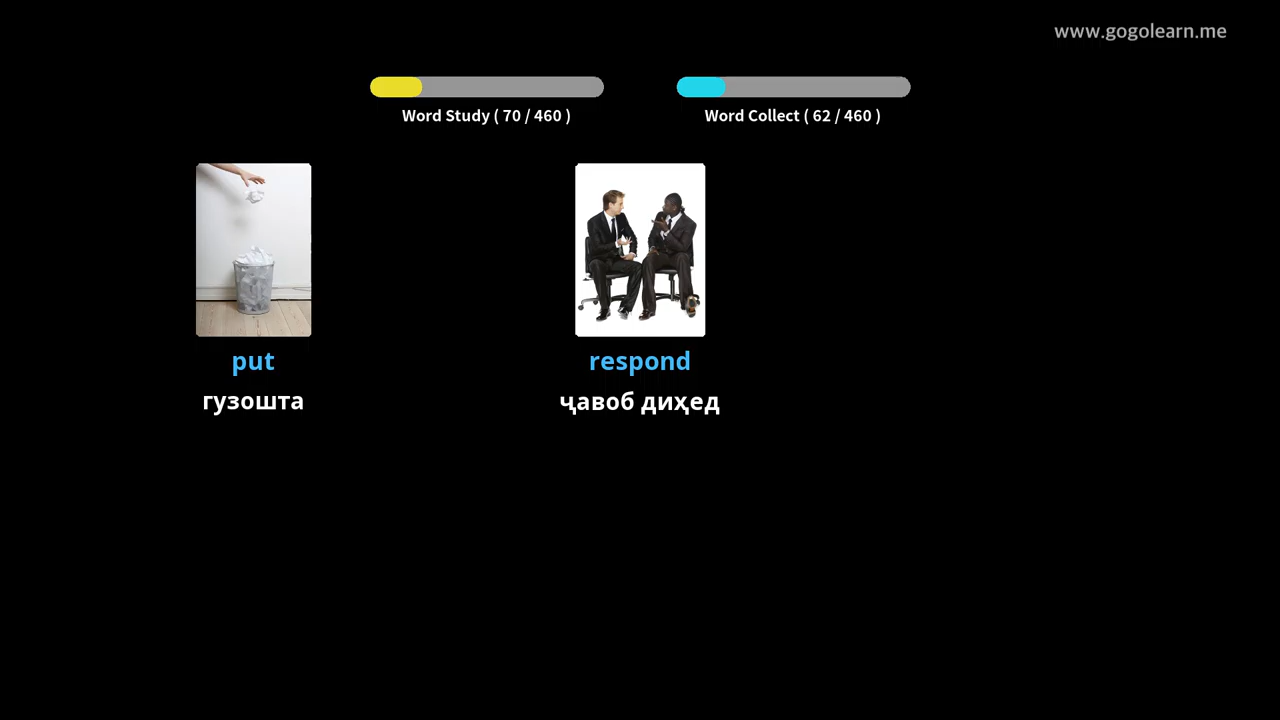 www.gogolearn.me
Word Study ( 70 / 460 )
Word Collect ( 62 / 460 )
put
respond
гузошта
ҷавоб диҳед